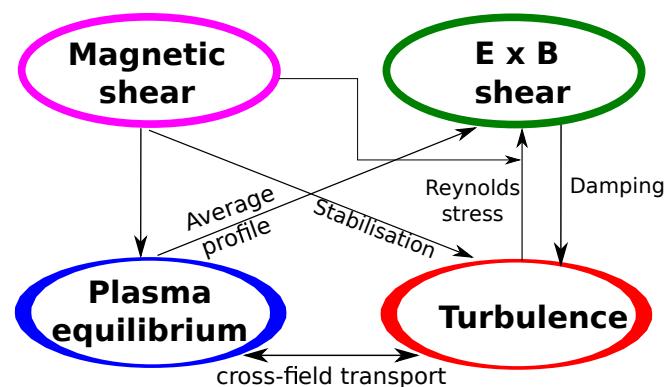 Magnetic
shear
E x B
shear
Reynolds
stress
Damping
Average
profile
Stabilisation
Plasma
equilibrium
Turbulence
cross-field transport